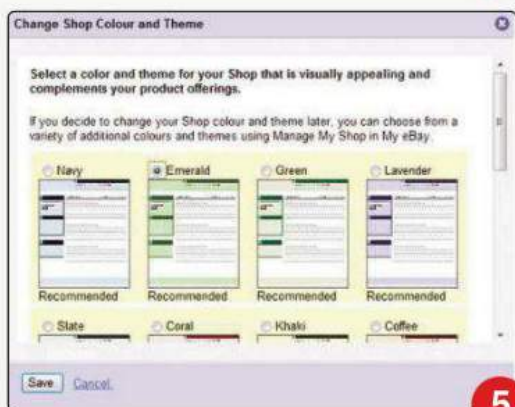 Change Shop Colour and Theme
Select a color and theme for your Shop that is visually appealing and
complements your product offerings.
If you decide to change your Shop colour and theme later, you can choose from a
variety of additional colours and themes using Manage My Shop in My eBay.
Navy Emerald Green Lavender
Recommended Recommended Recommended Recommended
Slate Coral Khaki Coffee
Save Cancel
5